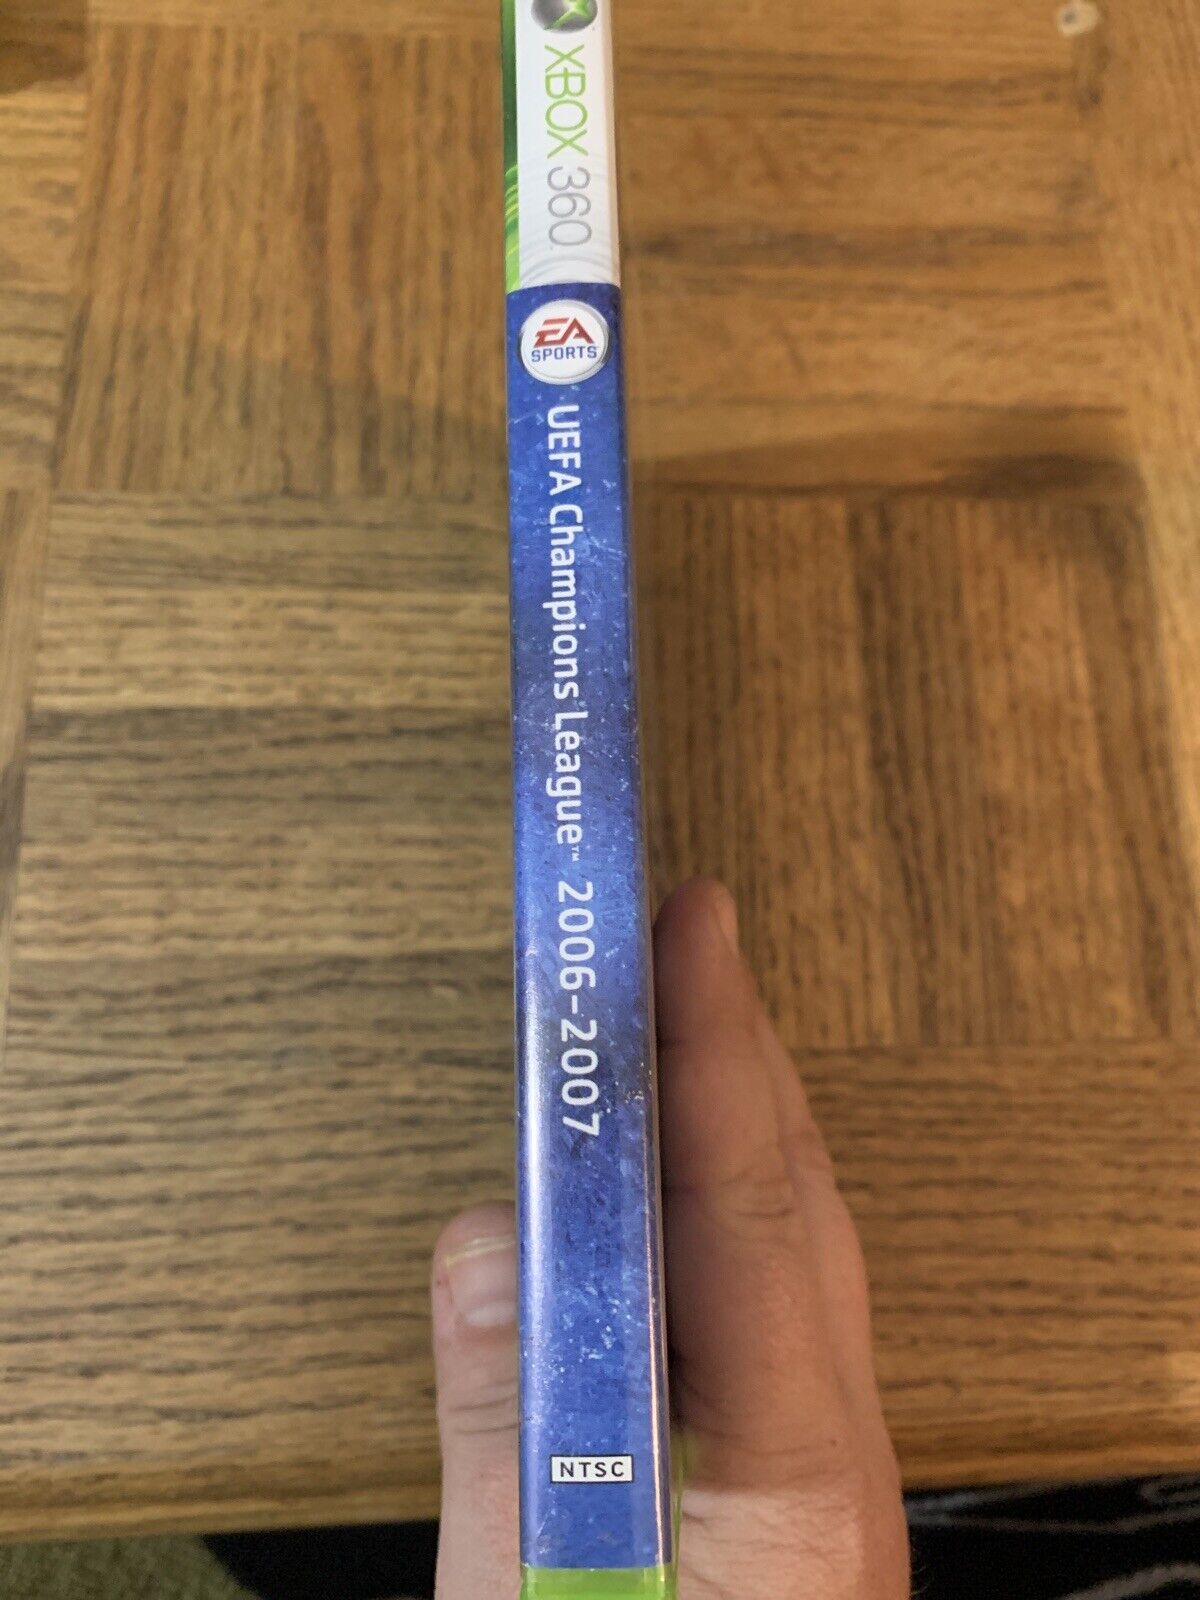 XBOX 360
EA
SPORTS
UEFA Champions League™ 2006-2007
NTSC